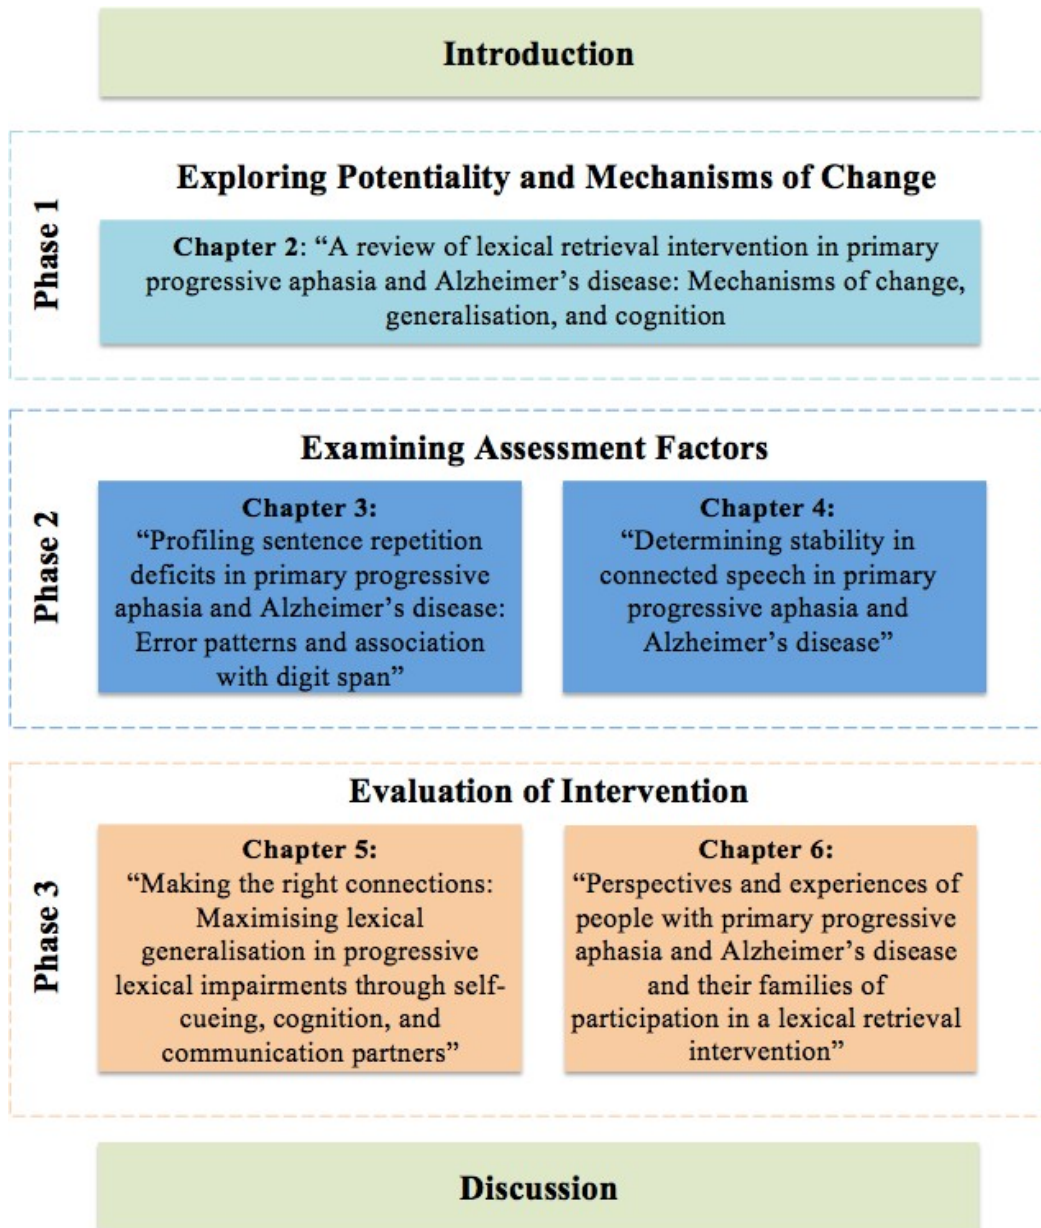 Introduction
Phase 1
Exploring Potentiality and Mechanisms of Change
Chapter 2: “A review of lexical retrieval intervention in primary
progressive aphasia and Alzheimer’s disease: Mechanisms of change,
generalisation, and cognition
Phase 2
Examining Assessment Factors
Chapter 3:
“Profiling sentence repetition
deficits in primary progressive
aphasia and Alzheimer’s disease:
Error patterns and association
with digit span”
Chapter 4:
“Determining stability in
connected speech in primary
progressive aphasia and
Alzheimer’s disease”
Phase 3
Evaluation of Intervention
Chapter 5:
“Making the right connections:
Maximising lexical
generalisation in progressive
lexical impairments through self-
cueing, cognition, and
communication partners”
Chapter 6:
“Perspectives and experiences of
people with primary progressive
aphasia and Alzheimer’s disease
and their families of
participation in a lexical retrieval
intervention”
Discussion